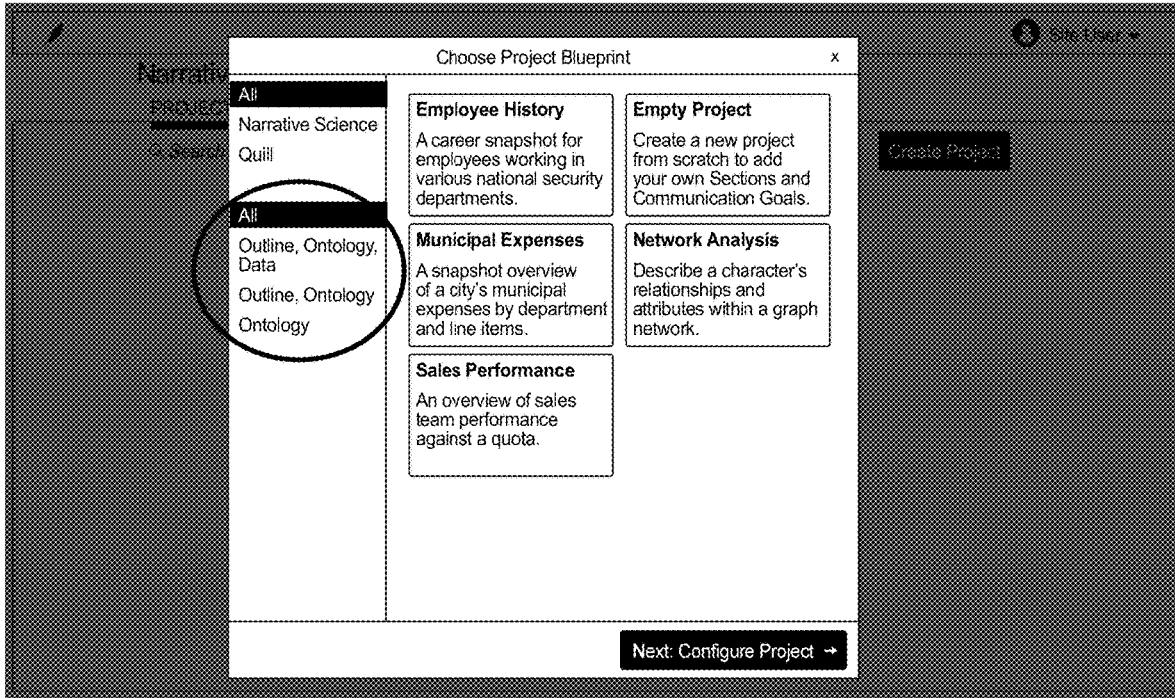 Site User
Narrativ
PROJEC
Search
Create Project
Choose Project Blueprint
x
All
Narrative Science
Quill
All
Outline, Ontology,
Data
Outline, Ontology
Ontology
Employee History
A career snapshot for
employees working in
various national security
departments.
Empty Project
Create a new project
from scratch to add
your own Sections and
Communication Goals.
Municipal Expenses
A snapshot overview
of a city's municipal
expenses by department
and line items.
Network Analysis
Describe a character's
relationships and
attributes within a graph
network.
Sales Performance
An overview of sales
team performance
against a quota.
Next: Configure Project →